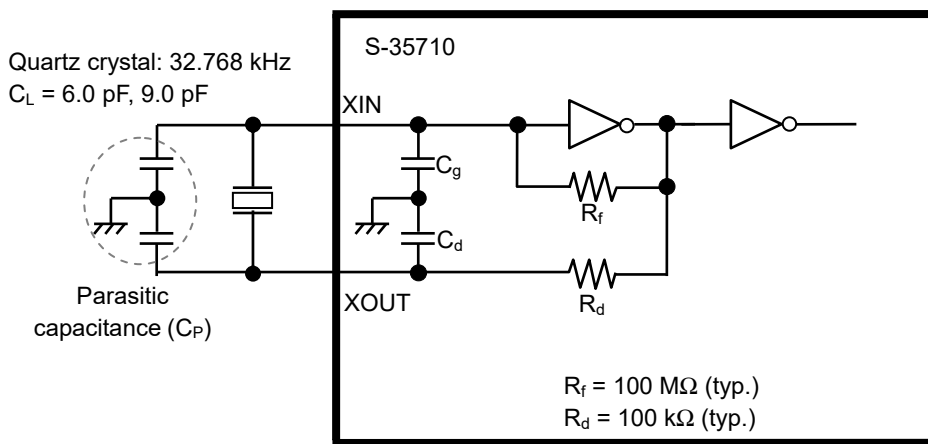 S-35710
Quartz crystal: 32.768 kHz
CL = 6.0 pF, 9.0 pF
XIN
Cg
Rf
Cd
Rd
XOUT
Parasitic
capacitance (CP)
Rf = 100 MΩ (typ.)
Rd = 100 kΩ (typ.)